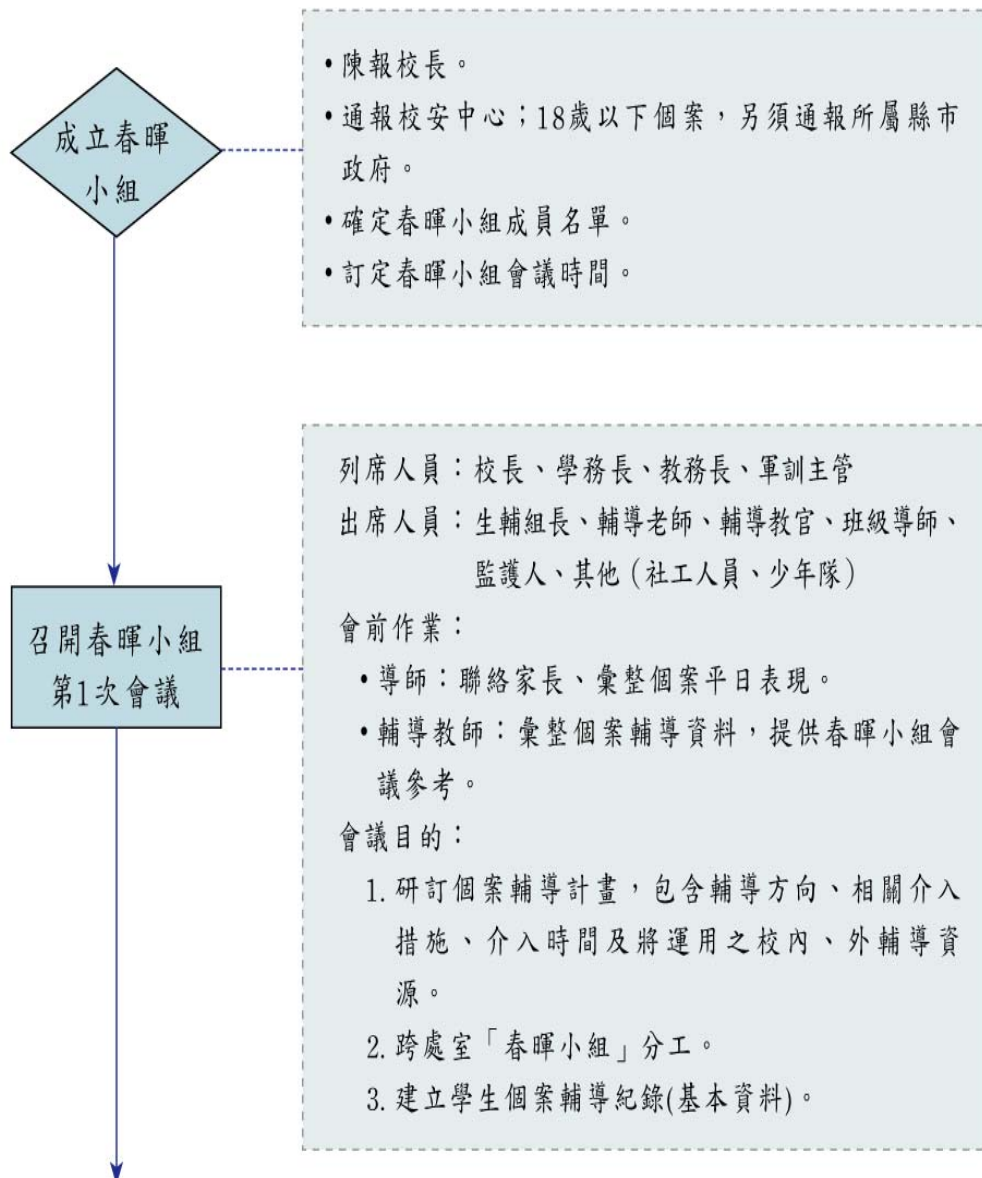 成立春暉
小組
•陳報校長。
•通報校安中心；18歲以下個案，另須通報所屬縣市
政府。
•確定春暉小組成員名單。
•訂定春暉小組會議時間。
召開春暉小組
第1次會議
列席人員：校長、學務長、教務長、軍訓主管
出席人員：生輔組長、輔導老師、輔導教官、班級導師、
監護人、其他（社工人員、少年隊）
會前作業：
•導師：聯絡家長、彙整個案平日表現。
•輔導教師：彙整個案輔導資料，提供春暉小組會
議參考。
會議目的：
1. 研訂個案輔導計畫，包含輔導方向、相關介入
措施、介入時間及將運用之校內、外輔導資
源。
2. 跨處室「春暉小組」分工。
3. 建立學生個案輔導紀錄(基本資料)。